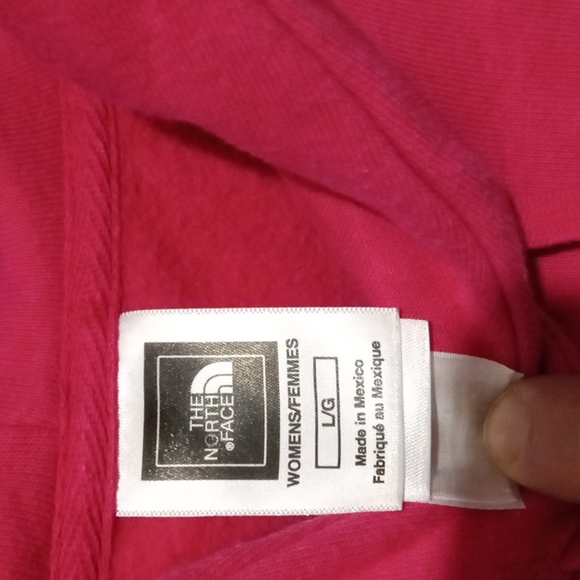 THE
NORTH
®FACE
WOMENS/FEMMES
L/G
Made in Mexico
Fabriqué au Mexique